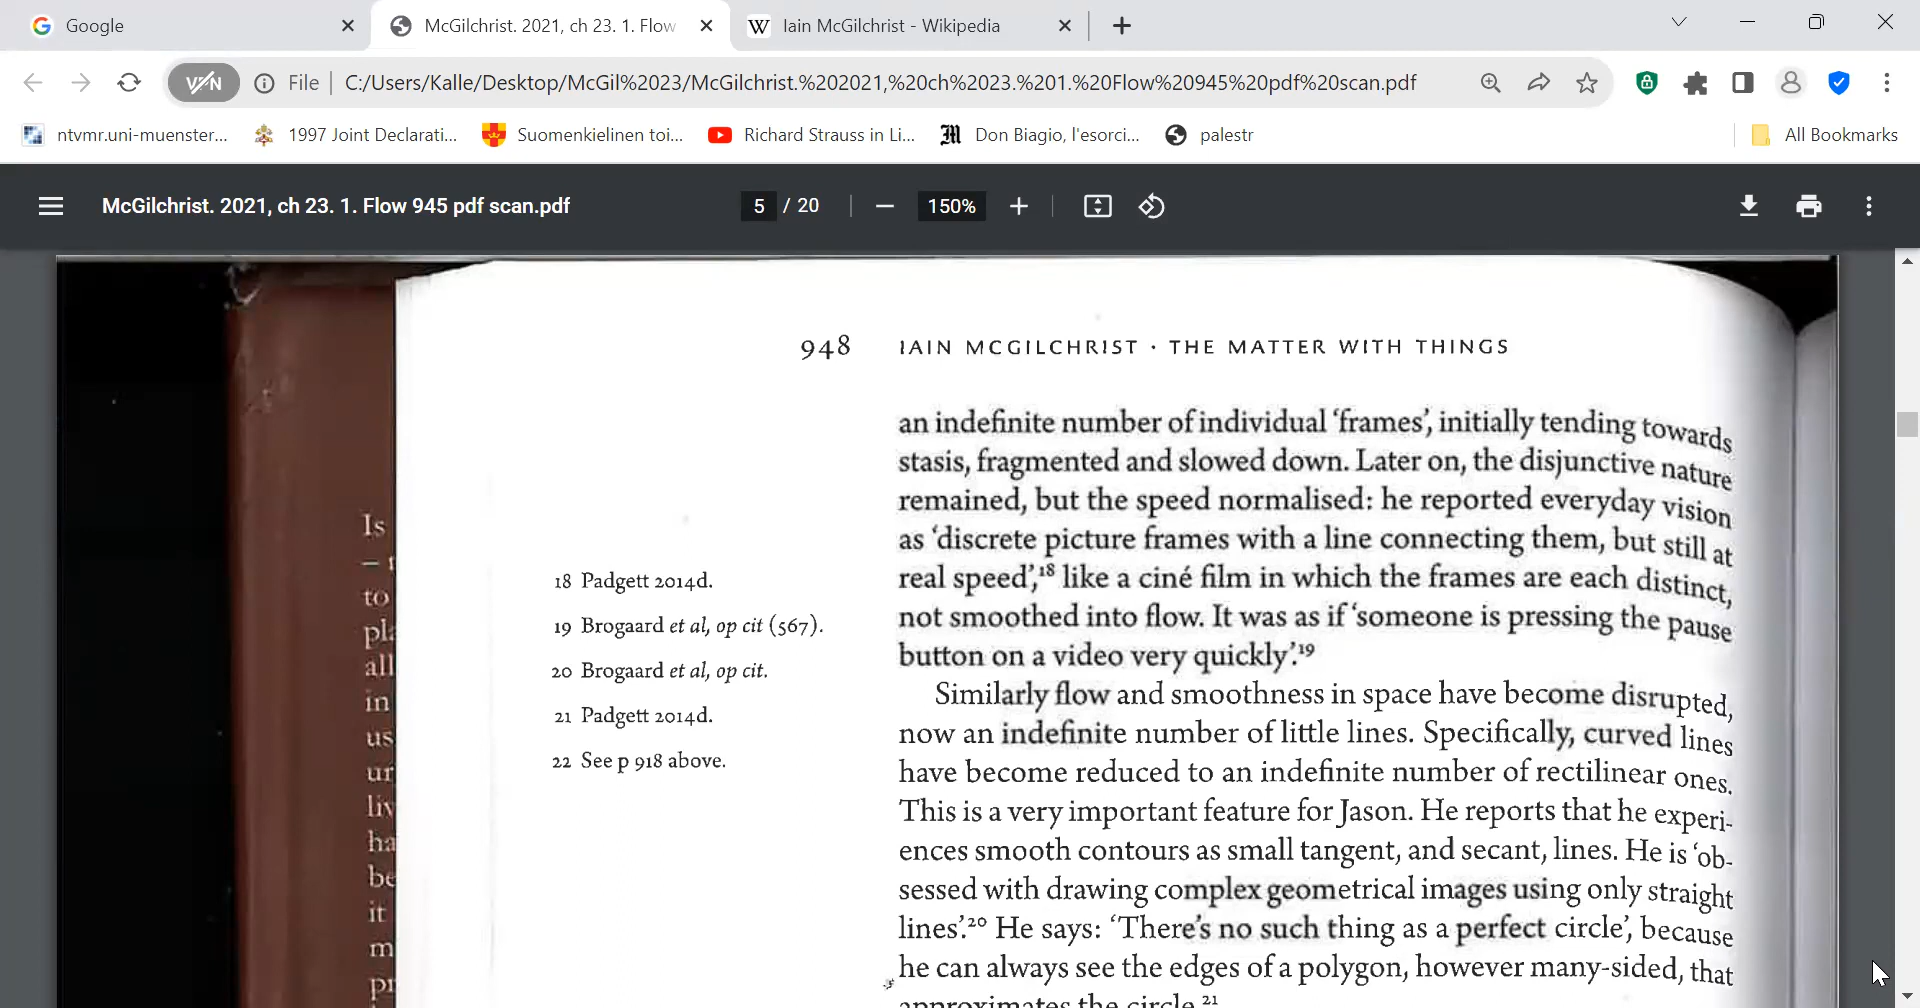 Google
McGilchrist. 2021, ch 23. 1. Flow
Iain McGilchrist - Wikipedia
VPN
File
C:/Users/Kalle/Desktop/McGil%2023/McGilchrist.%202021,%20ch%2023.%201.%20Flow%20945%20pdf%20scan.pdf
ntvmr.uni-muenster...
1997 Joint Declarati...
Suomenkielinen toi...
Richard Strauss in Li...
Don Biagio, l'esorci...
palestr
All Bookmarks
McGilchrist. 2021, ch 23. 1. Flow 945 pdf scan.pdf
5 / 20
150%
948 IAIN MCGILCHRIST · THE MATTER WITH THINGS
an indefinite number of individual ‘frames’, initially tending towards
stasis, fragmented and slowed down. Later on, the disjunctive nature
remained, but the speed normalised: he reported everyday vision
as ‘discrete picture frames with a line connecting them, but still at
real speed’,¹⁸ like a ciné film in which the frames are each distinct,
not smoothed into flow. It was as if ‘someone is pressing the pause
button on a video very quickly’.¹⁹
Similarly flow and smoothness in space have become disrupted,
now an indefinite number of little lines. Specifically, curved lines
have become reduced to an indefinite number of rectilinear ones.
This is a very important feature for Jason. He reports that he experi-
ences smooth contours as small tangent, and secant, lines. He is ‘ob-
sessed with drawing complex geometrical images using only straight
lines’.²⁰ He says: ‘There’s no such thing as a perfect circle’, because
he can always see the edges of a polygon, however many-sided, that
approximates the circle.²¹
18 Padgett 2014d.
19 Brogaard et al, op cit (567).
20 Brogaard et al, op cit.
21 Padgett 2014d.
22 See p 918 above.
Is
to
pla
all
in
us
ur
liv
ha
be
it
m
pr